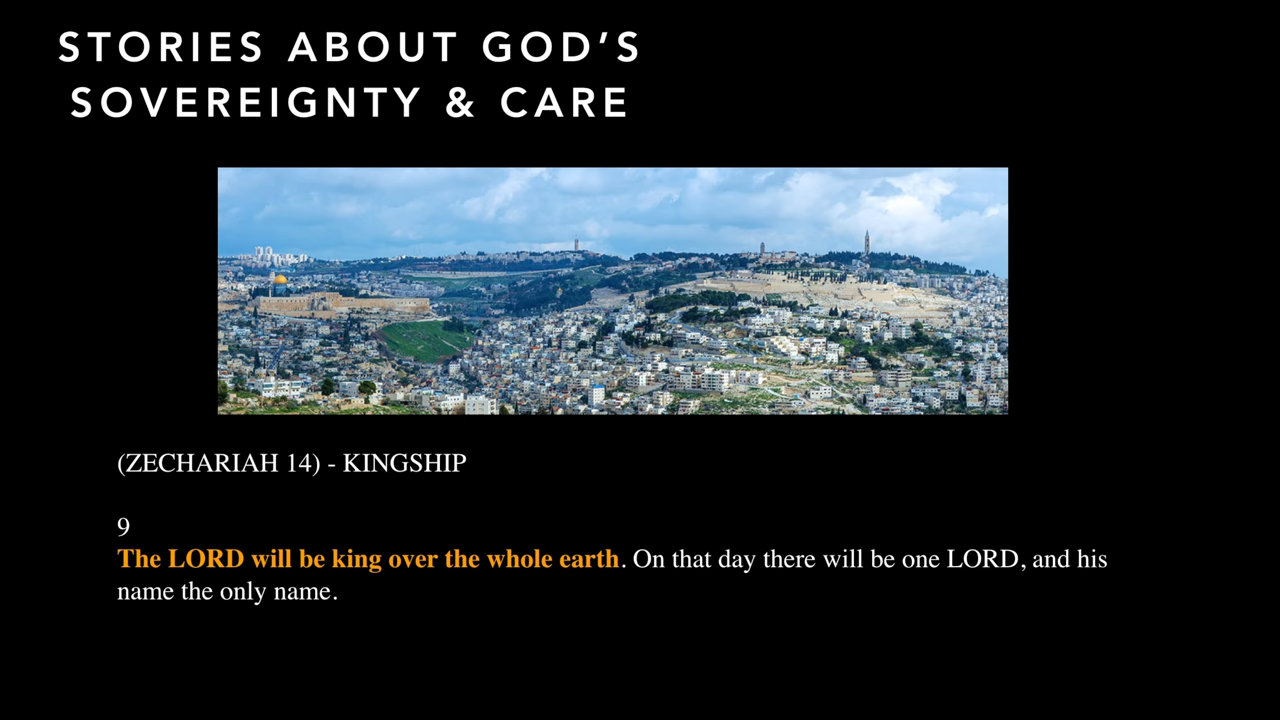 STORIES ABOUT GOD’S
SOVEREIGNTY & CARE
(ZECHARIAH 14) - KINGSHIP
9
The LORD will be king over the whole earth. On that day there will be one LORD, and his
name the only name.